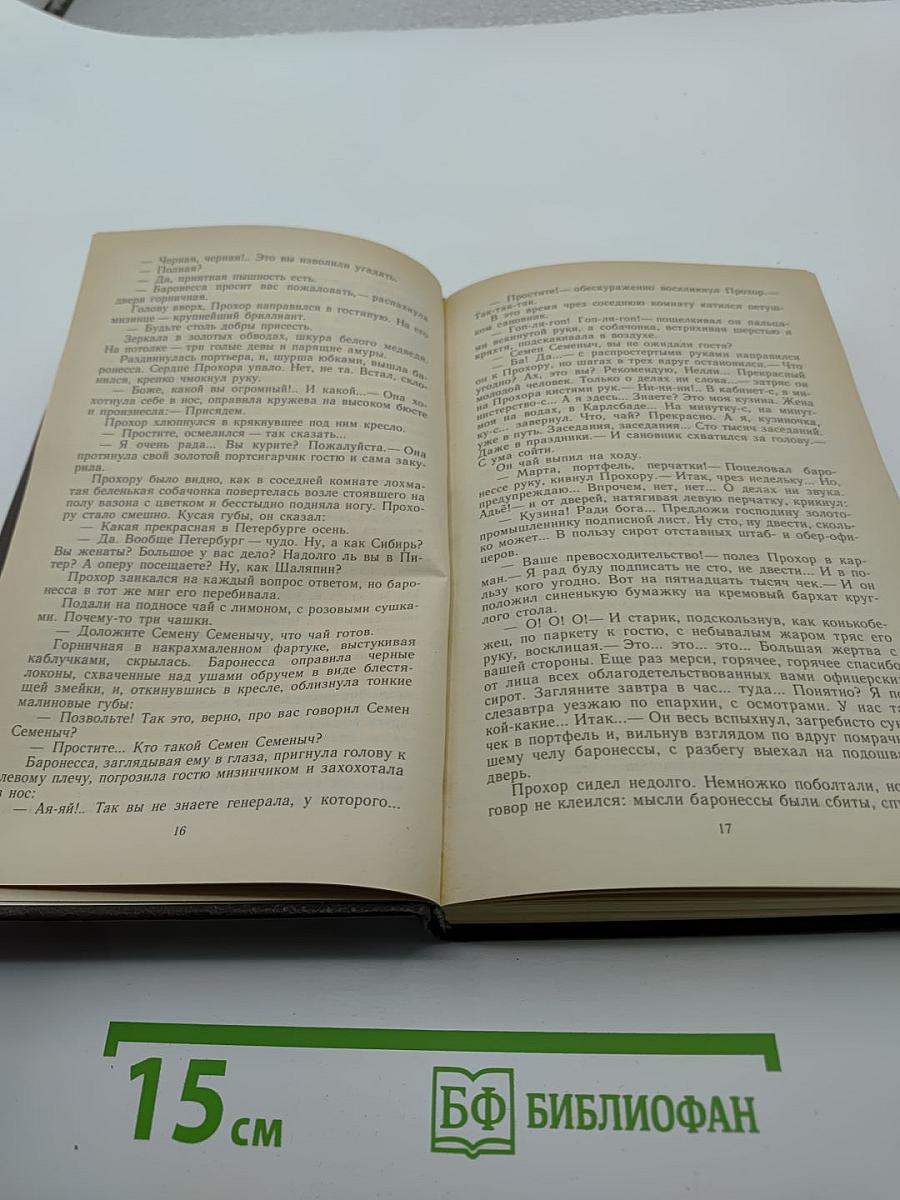 — Черная, черная!.. Это вы изволили угадать.
— Полная?
— Да, приятная пышность есть.
— Баронесса просит вас пожаловать,— распахнула
двери горничная.
Голову вверх, Прохор направился в гостиную. На его
мизинце — крупнейший бриллиант.
— Будьте столь добры присесть.
Зеркала в золотых обводах, шкура белого медведя.
На потолке — три голые девы и парящие амуры.
Раздвинулась портьера, и, шурша юбками, вышла ба-
ронесса. Сердце Прохора упало. Нет, не та. Встал, скло-
нился, крепко чмокнул руку.
— Боже, какой вы огромный!.. И какой...— Она хо-
хотнула себе в нос, оправила кружева на высоком бюсте
и произнесла:— Присядем.
Прохор хлюпнулся в крякнувшее под ним кресло.
— Простите, осмелился — так сказать...
— Я очень рада... Вы курите? Пожалуйста.— Она
протянула свой золотой портсигарчик гостю и сама заку-
рила.
Прохору было видно, как в соседней комнате лохма-
тая беленькая собачонка повертелась возле стоявшего на
полу вазона с цветком и бесстыдно подняла ногу. Прохо-
ру стало смешно. Кусая губы, он сказал:
— Какая прекрасная в Петербурге осень.
— Да. Вообще Петербург — чудо. Ну, а как Сибирь?
Вы женаты? Большое у вас дело? Надолго ль вы в Пи-
тер? А оперу посещаете? Ну, как Шаляпин?
Прохор заикался на каждый вопрос ответом, но баро-
несса в тот же миг его перебивала.
Подали на подносе чай с лимоном, с розовыми сушка-
ми. Почему-то три чашки.
— Доложите Семену Семенычу, что чай готов.
Горничная в накрахмаленном фартуке, выстукивая
каблучками, скрылась. Баронесса оправила черные
локоны, схваченные над ушами обручем в виде блестя-
щей змейки, и, откинувшись в кресле, облизнула тонкие
малиновые губы:
— Позвольте! Так это, верно, про вас говорил Семен
Семеныч?
— Простите... Кто такой Семен Семеныч?
Баронесса, заглядывая ему в глаза, пригнула голову к
левому плечу, погрозила гостю мизинчиком и захохотала
в нос:
— Ая-яй!.. Так вы не знаете генерала, у которого...
16
— Простите!— обескураженно воскликнул Прохор.—
Так-так-так.
В это время чрез соседнюю комнату катился петуш-
ком сановник.
— Гоп-ля-гоп! Гоп-ля-гоп!— пощелкивал он пальца-
ми вскинутой руки, а собачонка, встряхивая шерстью и
кряхтя, подскакивала в воздухе.
— Семен Семеныч, вы не ожидали гостя?
— Ба! Да...— с распростертыми руками направился
он к Прохору, но шагах в трех вдруг остановился.— Что
угодно? Ах, это вы? Рекомендую, Нелли... Прекрасный
молодой человек. Только о делах ни слова...— затряс он
на Прохора кистями рук.— Ни-ни-ни!.. В кабинет-с, в ми-
нистерство-с... А я здесь... Знаете? Это моя кузина. Жена
моя на водах, в Карлсбаде... На минутку-с, на минут-
ку-с... завернул. Что, чай? Прекрасно. А я, кузиночка,
уже в путь. Заседания, заседания... Сто тысяч заседаний.
Даже в праздники.— И сановник схватился за голову.—
С ума сойти.
Он чай выпил на ходу.
— Марта, портфель, перчатки!— Поцеловал баро-
нессе руку, кивнул Прохору.— Итак, чрез недельку... Но,
предупреждаю... Впрочем, нет, нет... О делах ни звука.
Адьё!— и от дверей, натягивая левую перчатку, крикнул:
— Кузина! Ради бога... Предложи господину золото-
промышленнику подписной лист. Ну сто, ну двести, сколь-
ко может... В пользу сирот отставных штаб- и обер-офи-
церов.
— Ваше превосходительство!— полез Прохор в кар-
ман.— Я рад буду подписать не сто, не двести... И в по-
льзу кого угодно. Вот на пятнадцать тысяч чек.— И он
положил синенькую бумажку на кремовый бархат круг-
лого стола.
— О! О! О!— И старик, подскользнув, как конькобе-
жец, по паркету к гостю, с небывалым жаром тряс его
руку, восклицая.— Это... это... это... Большая жертва с
вашей стороны. Еще раз мерси, горячее, горячее спасибо
от лица всех облагодетельствованных вами офицерски
сирот. Загляните завтра в час... туда... Понятно? Я по
слезавтра уезжаю по епархии, с осмотрами. У нас та
кой-какие... Итак...— Он весь вспыхнул, загребисто сун
чек в портфель и, вильнув взглядом по вдруг помрачн
шему челу баронессы, с разбегу выехал на подошва
дверь.
Прохор сидел недолго. Немножко поболтали, но
говор не клеился: мысли баронессы были сбиты, спу
17
15 см
БФ БИБЛИОФАН